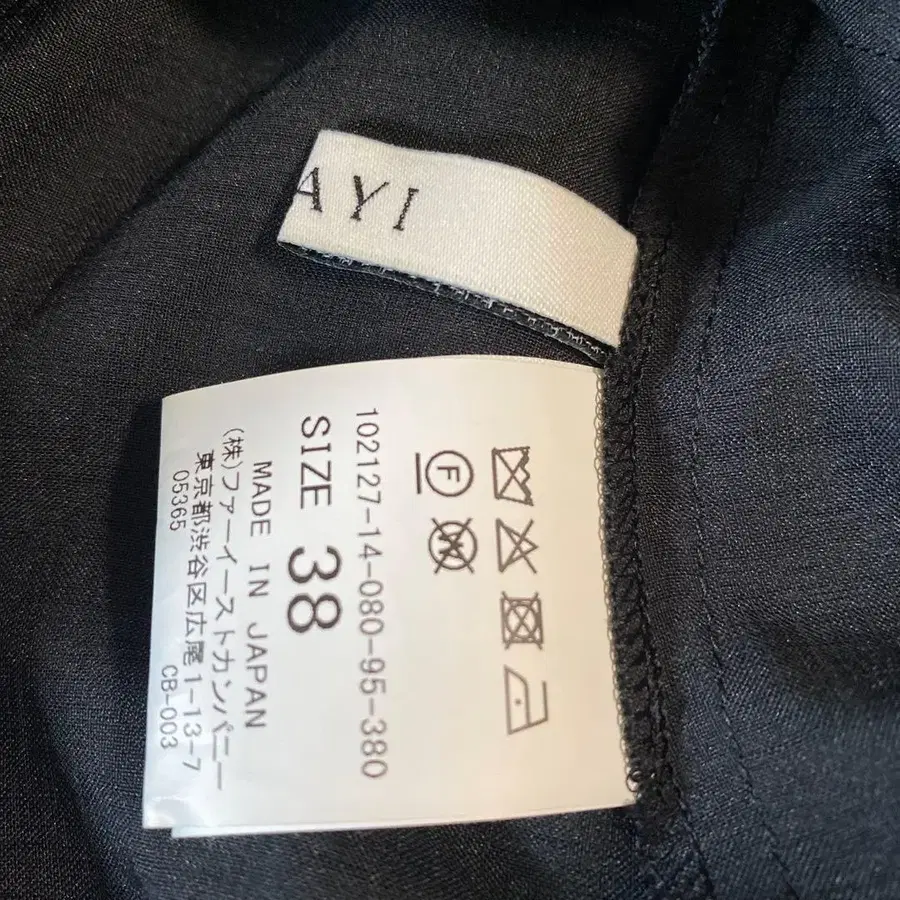 AYI
102127-14-080-95-380
SIZE 38
MADE IN JAPAN
(株)ファーイーストカンパニー
東京都渋谷区広尾1-13-7
05365 CB-003